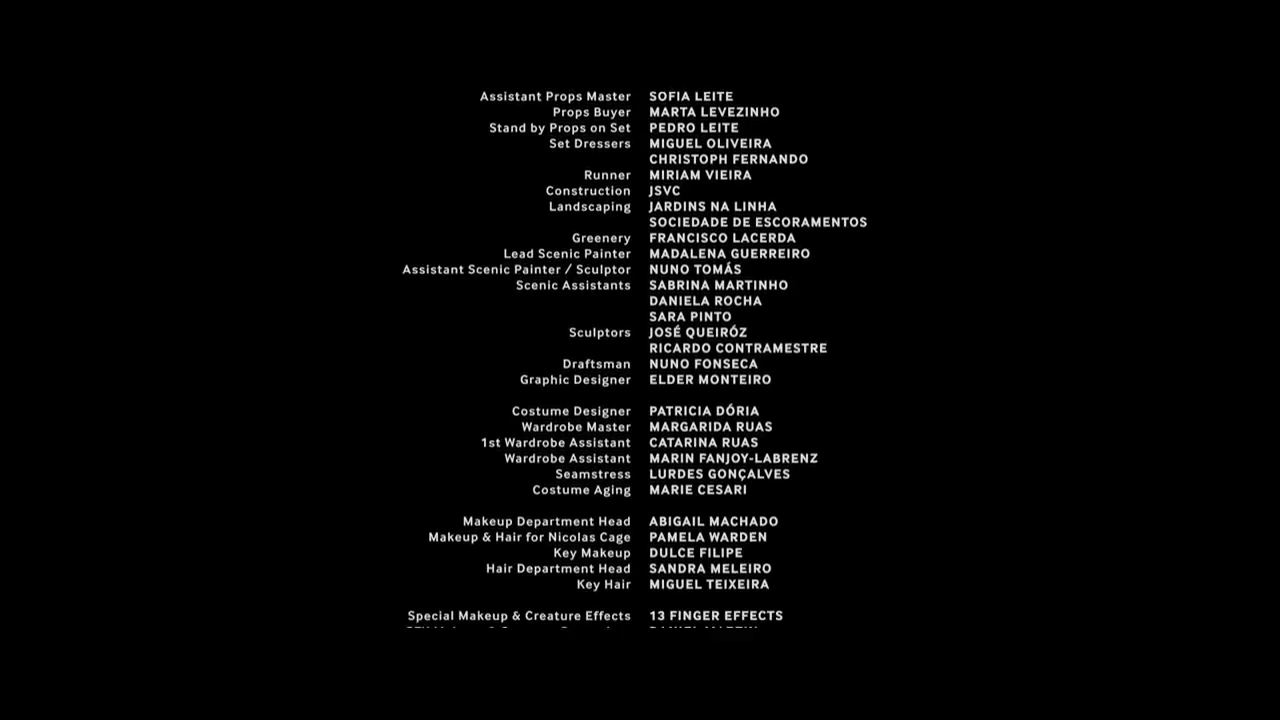 Assistant Props Master SOFIA LEITE
Props Buyer MARTA LEVEZINHO
Stand by Props on Set PEDRO LEITE
Set Dressers MIGUEL OLIVEIRA
CHRISTOPH FERNANDO
Runner MIRIAM VIEIRA
Construction JSVC
Landscaping JARDINS NA LINHA
SOCIEDADE DE ESCORAMENTOS
Greenery FRANCISCO LACERDA
Lead Scenic Painter MADALENA GUERREIRO
Assistant Scenic Painter / Sculptor NUNO TOMÁS
Scenic Assistants SABRINA MARTINHO
DANIELA ROCHA
SARA PINTO
Sculptors JOSÉ QUEIRÓZ
RICARDO CONTRAMESTRE
Draftsman NUNO FONSECA
Graphic Designer ELDER MONTEIRO
Costume Designer PATRICIA DÓRIA
Wardrobe Master MARGARIDA RUAS
1st Wardrobe Assistant CATARINA RUAS
Wardrobe Assistant MARIN FANJOY-LABRENZ
Seamstress LURDES GONÇALVES
Costume Aging MARIE CESARI
Makeup Department Head ABIGAIL MACHADO
Makeup & Hair for Nicolas Cage PAMELA WARDEN
Key Makeup DULCE FILIPE
Hair Department Head SANDRA MELEIRO
Key Hair MIGUEL TEIXEIRA
Special Makeup & Creature Effects 13 FINGER EFFECTS